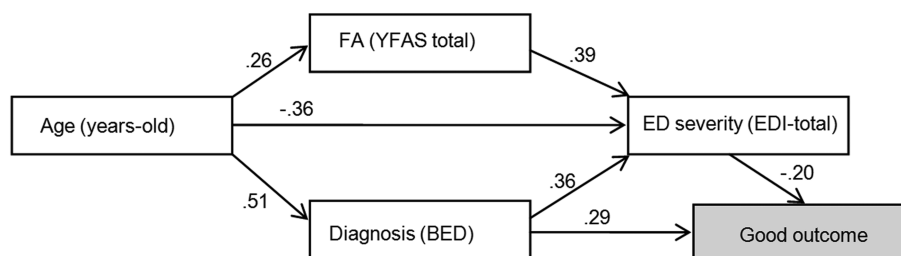 FA (YFAS total)
.26
.39
Age (years-old)
-.36
ED severity (EDI-total)
.51
.36
-.20
Diagnosis (BED)
.29
Good outcome